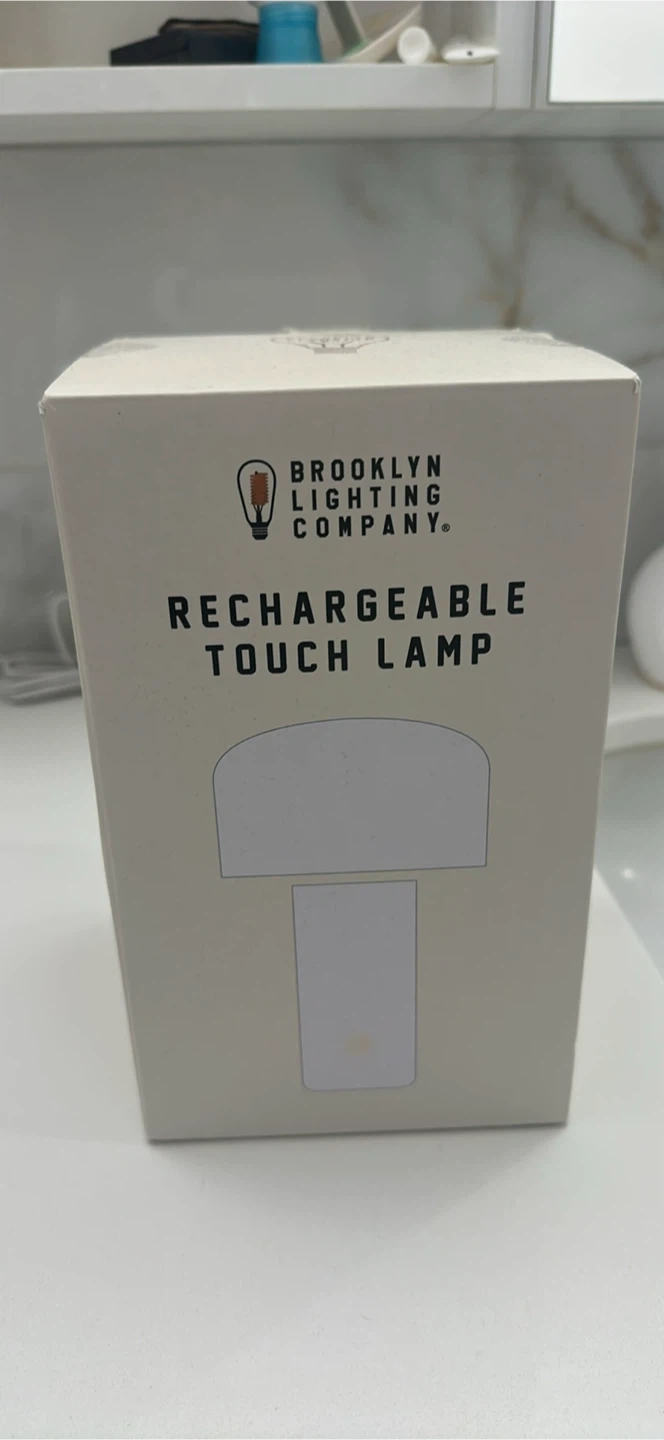 BROOKLYN
LIGHTING
COMPANY®
RECHARGEABLE
TOUCH LAMP